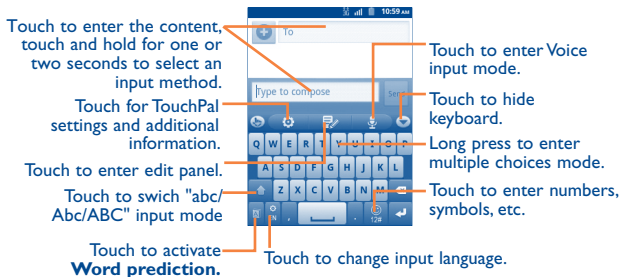 10:59 AM
Touch to enter the content,
touch and hold for one or
two seconds to select an
input method.
To
Touch to enter Voice
input mode.
Type to compose
Send
Touch for TouchPal
settings and additional
information.
Touch to hide
keyboard.
Q W E R T Y U I O P
Long press to enter
multiple choices mode.
Touch to enter edit panel.
A S D F G H J K L
Touch to swich "abc/
Abc/ABC" input mode
Z X C V B N M
Touch to enter numbers,
symbols, etc.
EN , . 12#
Touch to activate
Word prediction.
Touch to change input language.